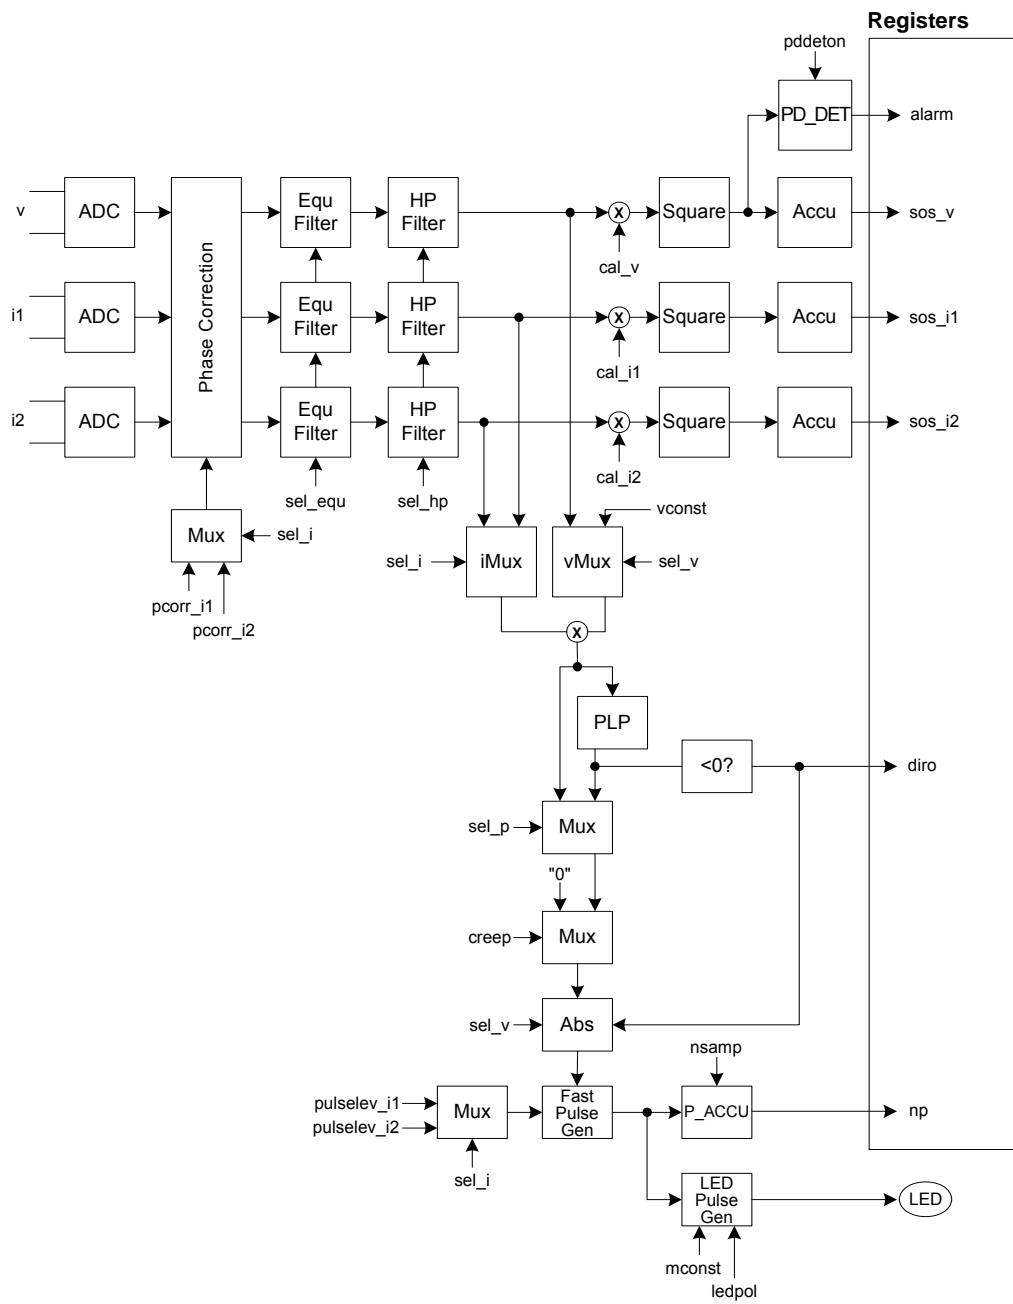 Registers
pddeton
PD_DET
alarm
v
ADC
Phase Correction
Equ
Filter
HP
Filter
X
cal_v
Square
Accu
sos_v
i1
ADC
Equ
Filter
HP
Filter
X
cal_i1
Square
Accu
sos_i1
i2
ADC
Equ
Filter
HP
Filter
X
cal_i2
Square
Accu
sos_i2
sel_equ
sel_hp
Mux
sel_i
pcorr_i1
pcorr_i2
vconst
sel_i
iMux
vMux
sel_v
X
PLP
<0?
diro
sel_p
Mux
"0"
creep
Mux
sel_v
Abs
nsamp
pulselev_i1
pulselev_i2
Mux
sel_i
Fast
Pulse
Gen
P_ACCU
np
LED
Pulse
Gen
LED
mconst
ledpol